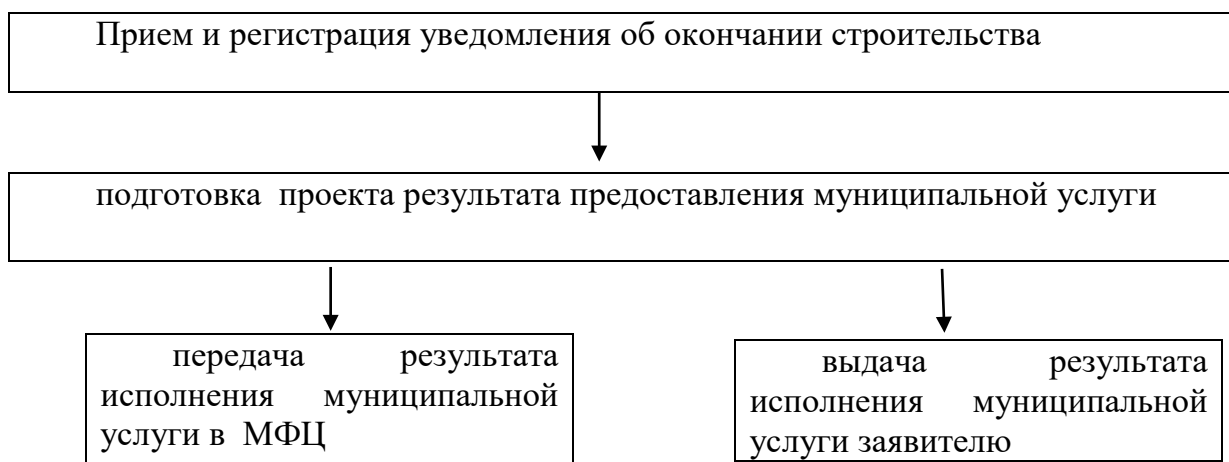 Прием и регистрация уведомления об окончании строительства
подготовка проекта результата предоставления муниципальной услуги
передача результата
исполнения муниципальной
услуги в МФЦ
выдача результата
исполнения муниципальной
услуги заявителю